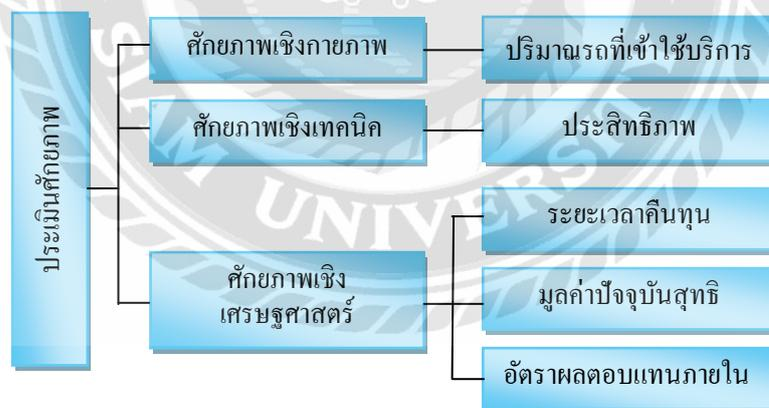 ประเมินศักยภาพ
ศักยภาพเชิงกายภาพ
ปริมาณรถที่เข้าใช้บริการ
ศักยภาพเชิงเทคนิค
ประสิทธิภาพ
ศักยภาพเชิง
เศรษฐศาสตร์
ระยะเวลาคืนทุน
มูลค่าปัจจุบันสุทธิ
อัตราผลตอบแทนภายใน
SIAM UNIVERSITY